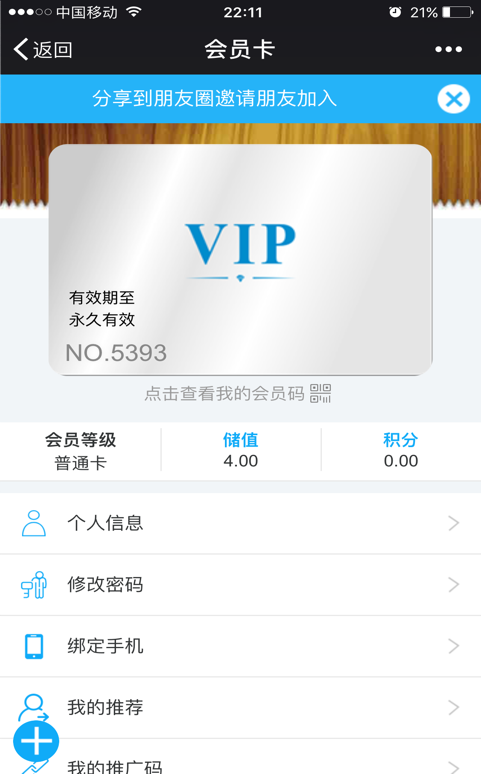 中国移动 22:11 21%
返回 会员卡
分享到朋友圈邀请朋友加入
VIP
有效期至
永久有效
NO.5393
点击查看我的会员码
会员等级 储值 积分
普通卡 4.00 0.00
个人信息
修改密码
绑定手机
我的推荐
我的推广码